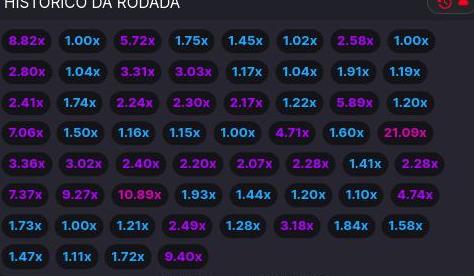 HISTÓRICO DA RODADA
8.82x 1.00x 5.72x 1.75x 1.45x 1.02x 2.58x 1.00x
2.80x 1.04x 3.31x 3.03x 1.17x 1.04x 1.91x 1.19x
2.41x 1.74x 2.24x 2.30x 2.17x 1.22x 5.89x 1.20x
7.06x 1.50x 1.16x 1.15x 1.00x 4.71x 1.60x 21.09x
3.36x 3.02x 2.40x 2.20x 2.07x 2.28x 1.41x 2.28x
7.37x 9.27x 10.89x 1.93x 1.44x 1.20x 1.10x 4.74x
1.73x 1.00x 1.21x 2.49x 1.28x 3.18x 1.84x 1.58x
1.47x 1.11x 1.72x 9.40x